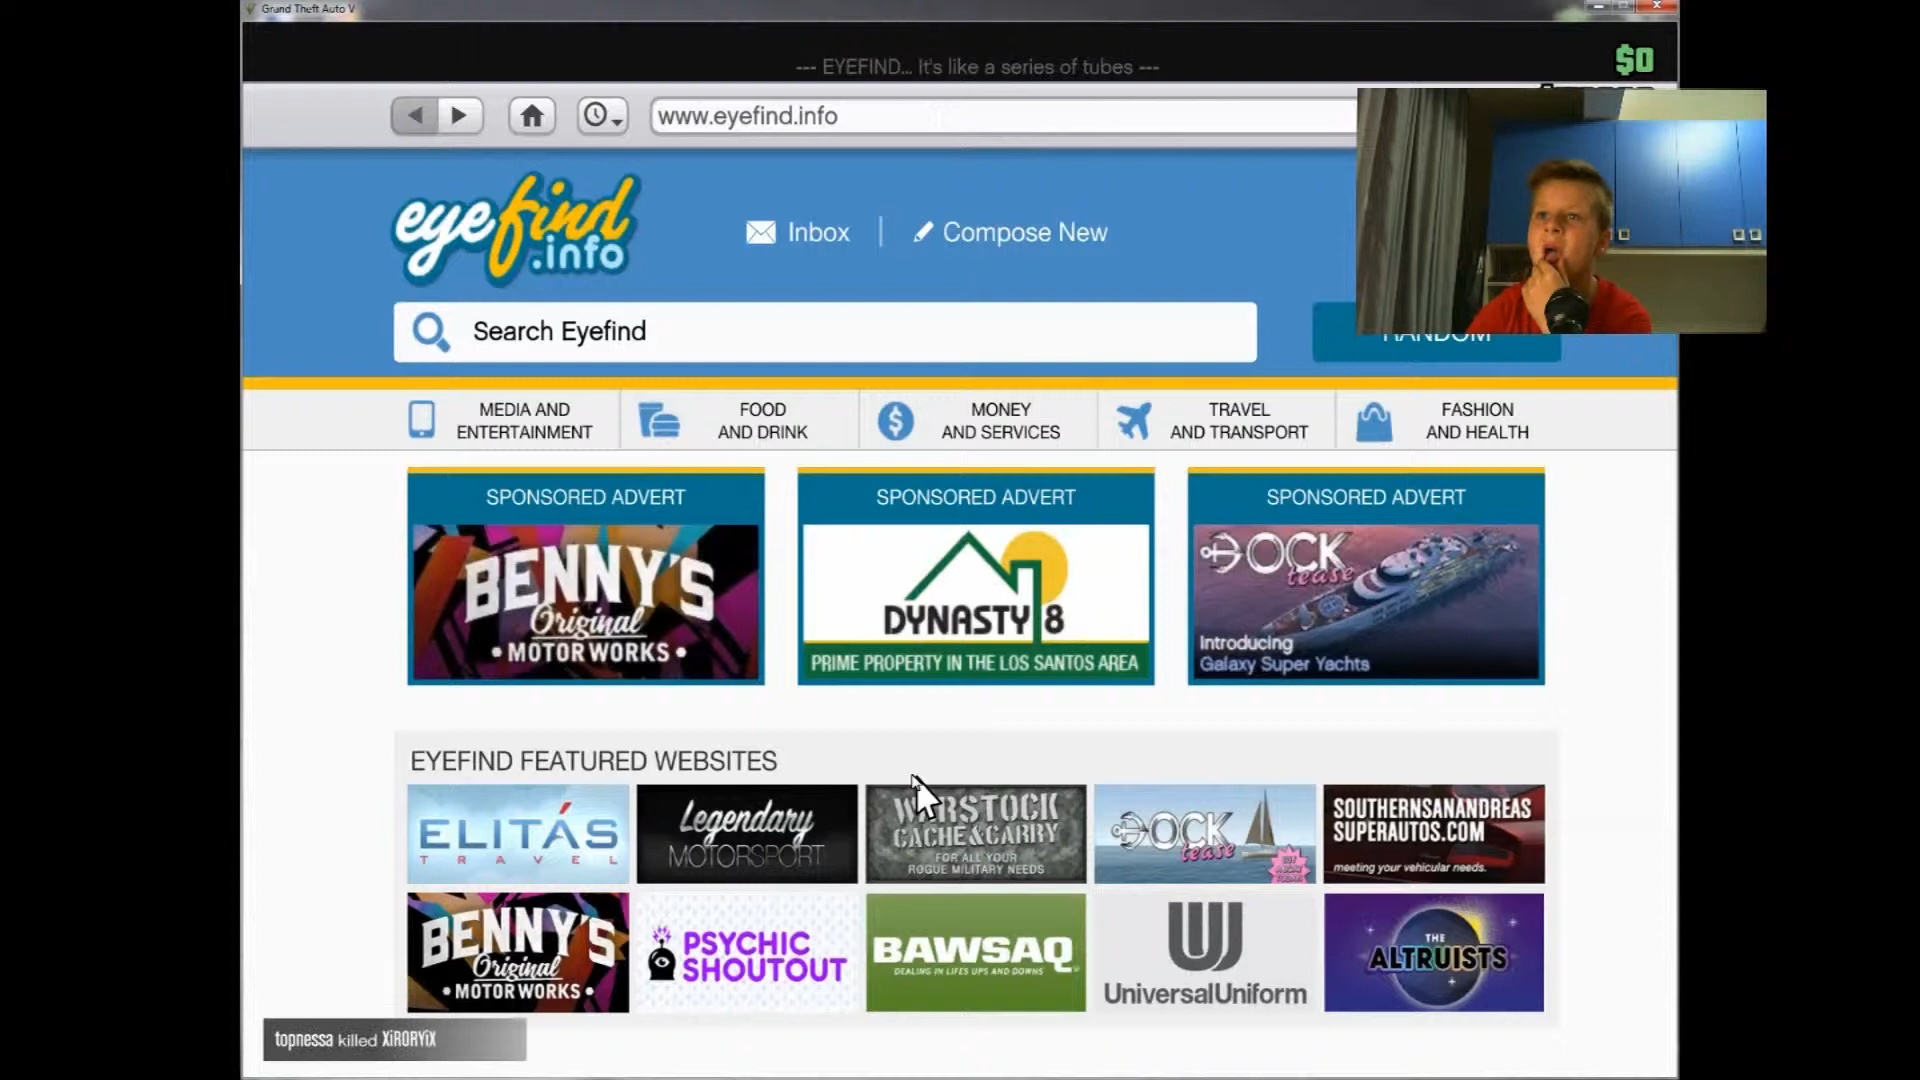 Grand Theft Auto V
--- EYEFIND... It's like a series of tubes ---
$0
www.eyefind.info
eyefind
.info
Inbox
Compose New
Search Eyefind
RANDOM
MEDIA AND
ENTERTAINMENT
FOOD
AND DRINK
MONEY
AND SERVICES
TRAVEL
AND TRANSPORT
FASHION
AND HEALTH
SPONSORED ADVERT
BENNY'S
Original
• MOTOR WORKS •
SPONSORED ADVERT
DYNASTY 8
PRIME PROPERTY IN THE LOS SANTOS AREA
SPONSORED ADVERT
DOCK
tease
Introducing
Galaxy Super Yachts
EYEFIND FEATURED WEBSITES
ELITÁS
TRAVEL
Legendary
MOTORSPORT
WARSTOCK
CACHE & CARRY
FOR ALL YOUR
ROGUE MILITARY NEEDS
DOCK
tease
SOUTHERNSANANDREAS
SUPERAUTOS.COM
meeting your vehicular needs.
BENNY'S
Original
• MOTOR WORKS •
PSYCHIC
SHOUTOUT
BAWSAQ
DEALING IN LIFES UPS AND DOWNS
UniversalUniform
THE
ALTRUISTS
topnessa killed XiRORYiX